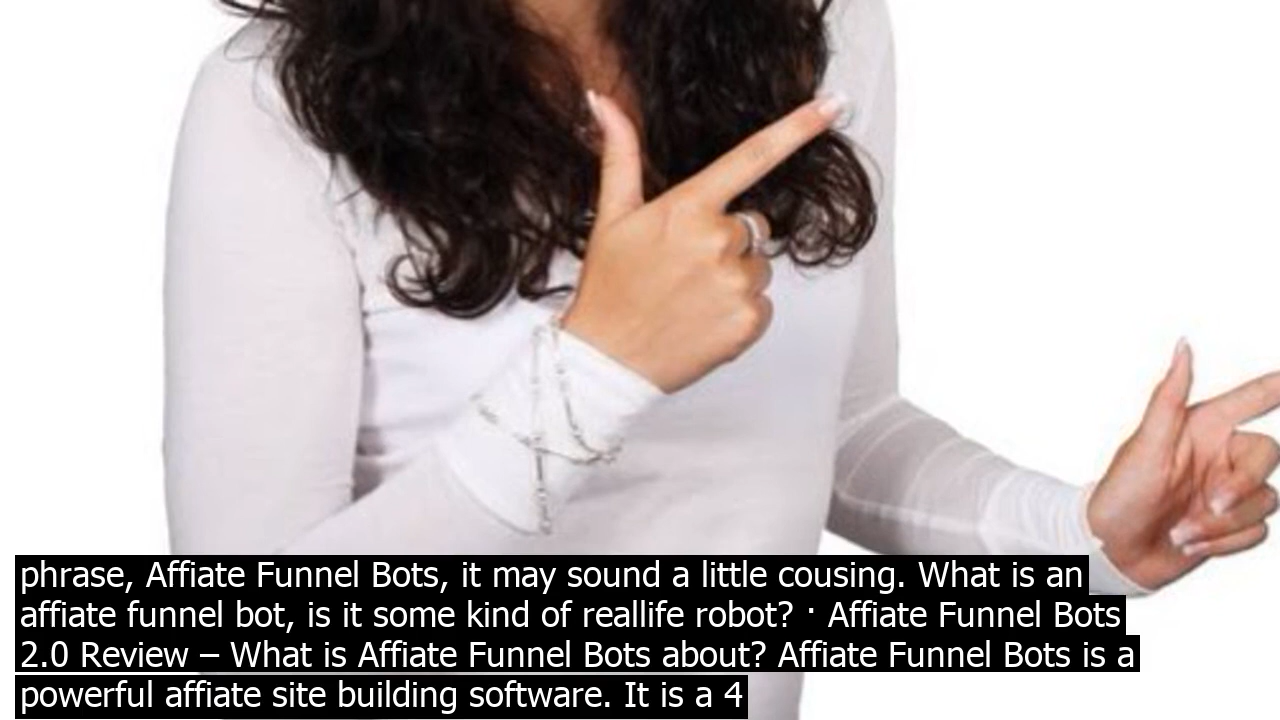 phrase, Affiate Funnel Bots, it may sound a little cousing. What is an
affiate funnel bot, is it some kind of reallife robot? · Affiate Funnel Bots
2.0 Review – What is Affiate Funnel Bots about? Affiate Funnel Bots is a
powerful affiate site building software. It is a 4